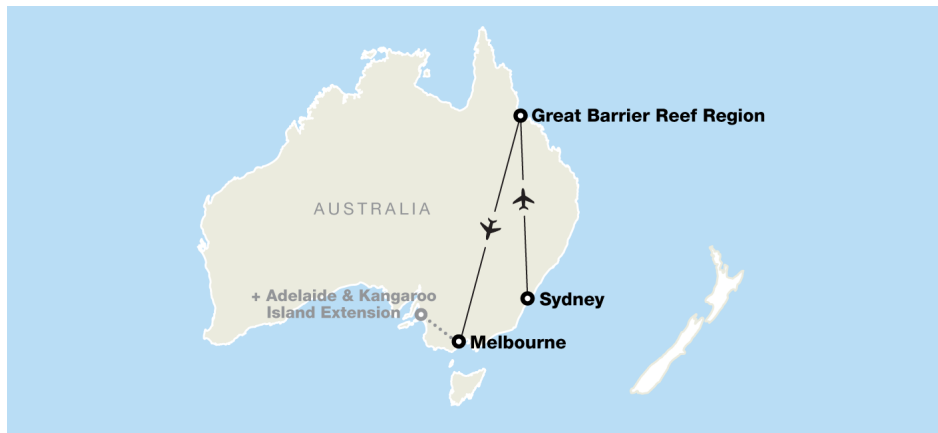 Great Barrier Reef Region
AUSTRALIA
+ Adelaide & Kangaroo
Island Extension
Sydney
Melbourne